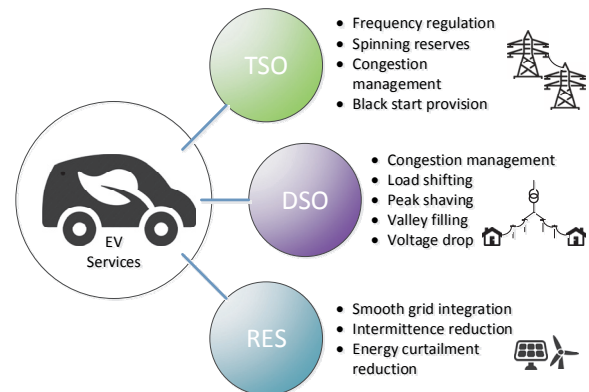 TSO
• Frequency regulation
• Spinning reserves
• Congestion
management
• Black start provision
EV
Services
DSO
• Congestion management
• Load shifting
• Peak shaving
• Valley filling
• Voltage drop
RES
• Smooth grid integration
• Intermittence reduction
• Energy curtailment
reduction